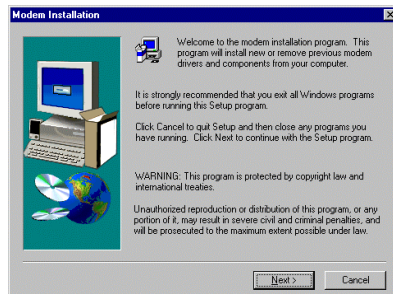 Modem Installation
Welcome to the modem installation program. This
program will install new or remove previous modem
drivers and components from your computer.
It is strongly recommended that you exit all Windows programs
before running this Setup program.
Click Cancel to quit Setup and then close any programs you
have running. Click Next to continue with the Setup program.
WARNING: This program is protected by copyright law and
international treaties.
Unauthorized reproduction or distribution of this program, or any
portion of it, may result in severe civil and criminal penalties, and
will be prosecuted to the maximum extent possible under law.
Next >
Cancel